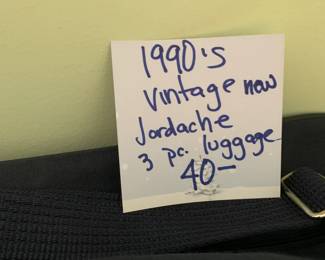 1990's
vintage new
Jordache
3 pc. luggage
40-